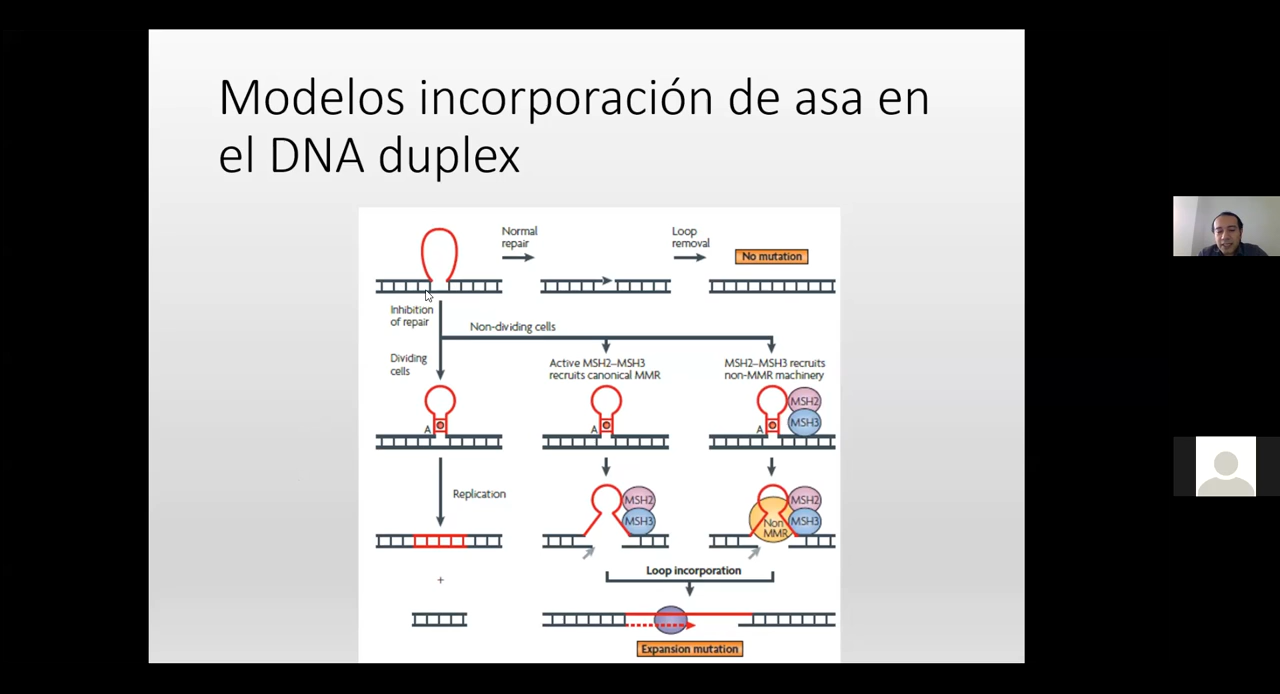 Modelos incorporación de asa en
el DNA duplex
Normal
repair
Loop
removal
No mutation
Inhibition
of repair
Non-dividing cells
Dividing
cells
Active MSH2–MSH3
recruits canonical MMR
MSH2–MSH3 recruits
non-MMR machinery
A
A
A
MSH2
MSH3
Replication
MSH2
MSH3
Non
MMR
MSH2
MSH3
+
Loop incorporation
Expansion mutation